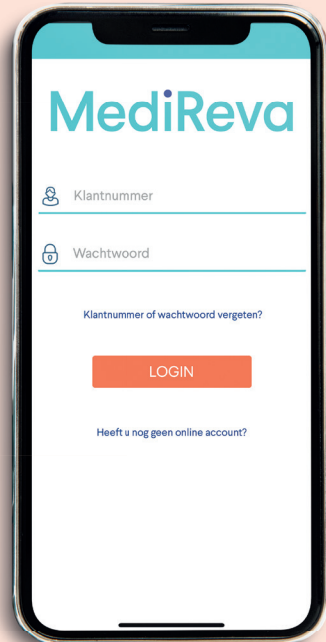 MediReva
Klantnummer
Wachtwoord
Klantnummer of wachtwoord vergeten?
LOGIN
Heeft u nog geen online account?